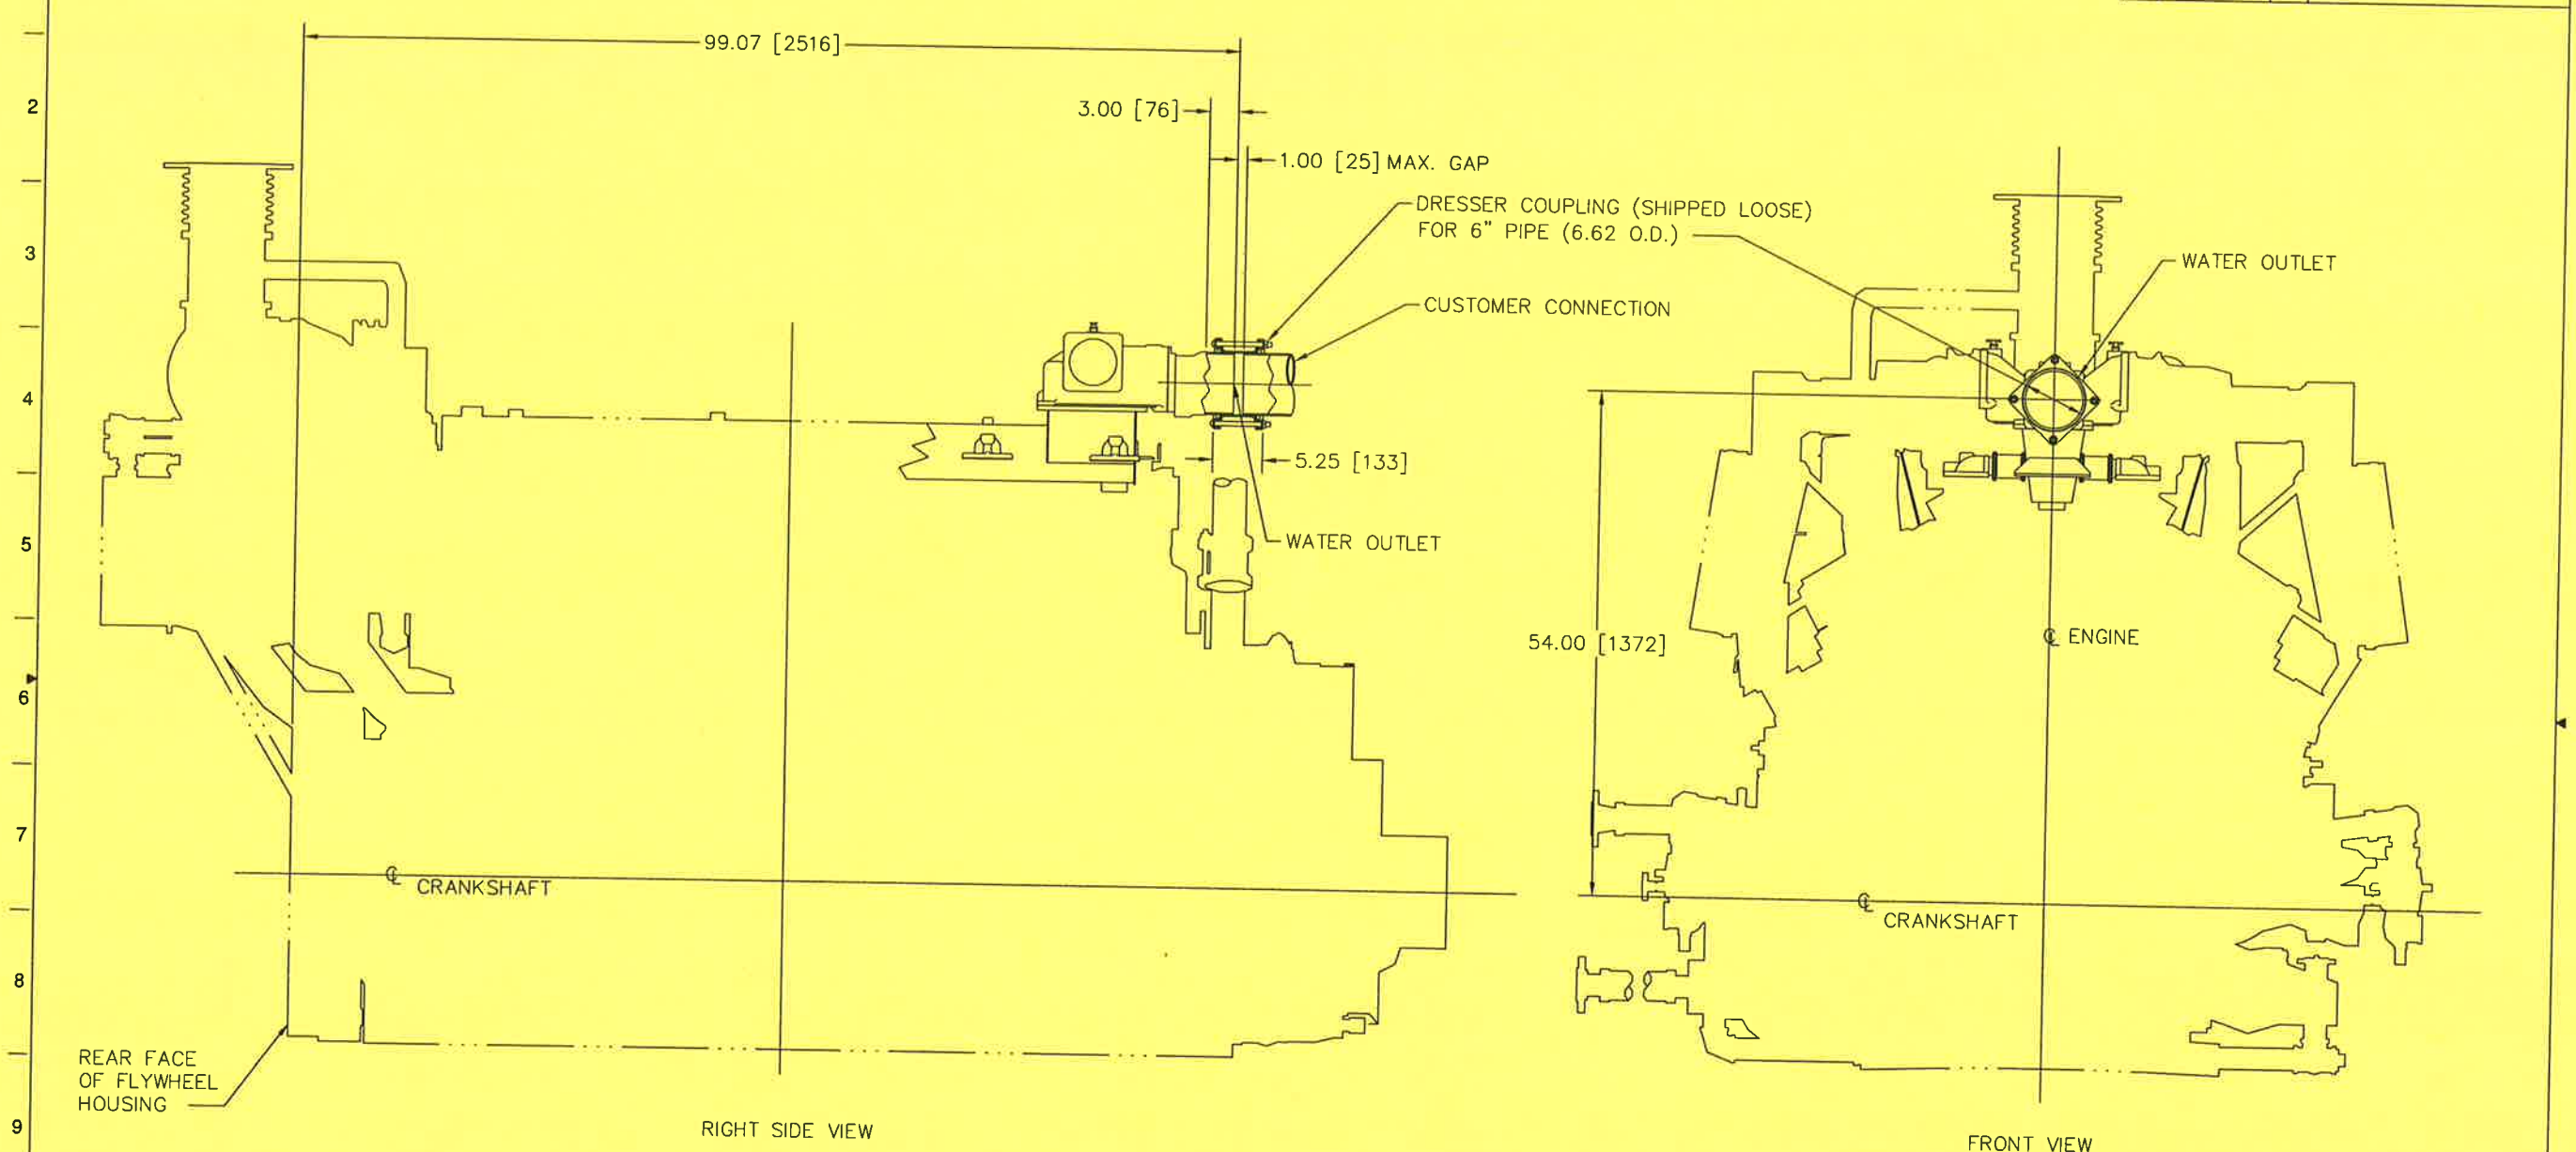 99.07 [2516]
2
3.00 [76]
1.00 [25] MAX. GAP
DRESSER COUPLING (SHIPPED LOOSE)
FOR 6" PIPE (6.62 O.D.)
3
WATER OUTLET
CUSTOMER CONNECTION
4
5.25 [133]
5
WATER OUTLET
54.00 [1372]
℄ ENGINE
6
7
℄ CRANKSHAFT
℄ CRANKSHAFT
8
REAR FACE
OF FLYWHEEL
HOUSING
9
RIGHT SIDE VIEW
FRONT VIEW